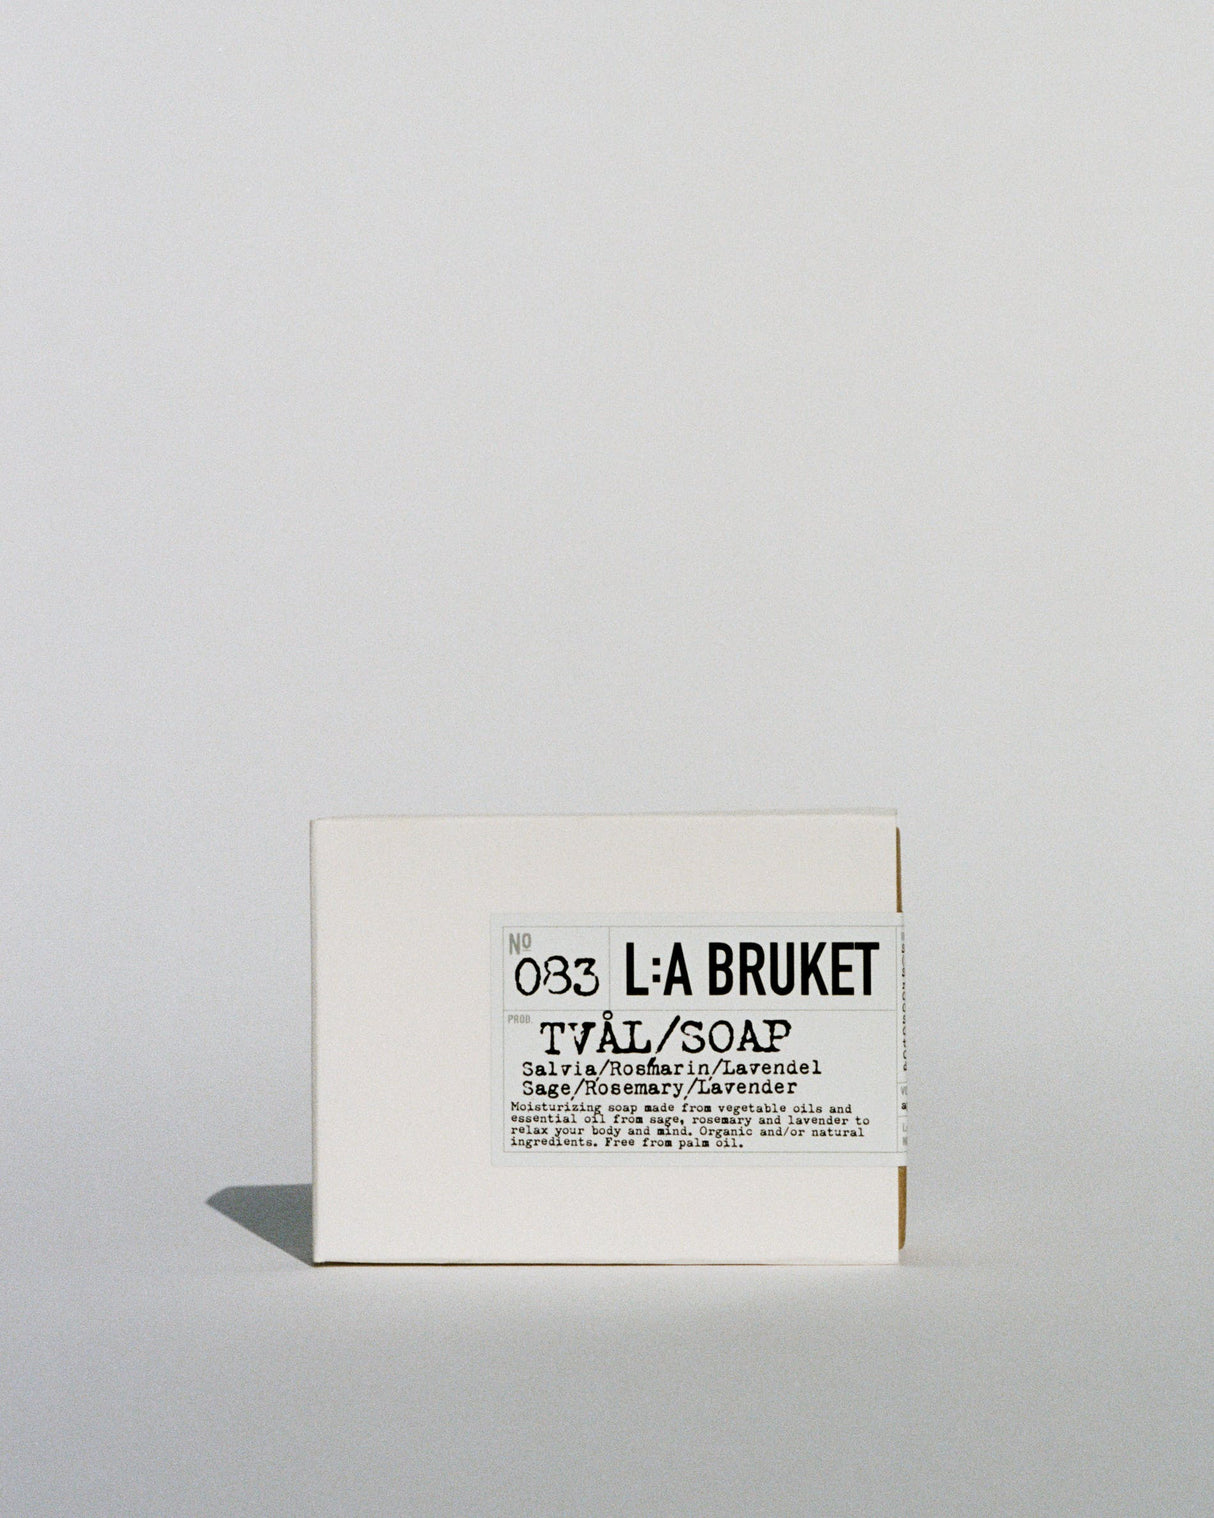 No
083
L:A BRUKET
PROD.
TVÅL/SOAP
Salvia/Rosmarin/Lavendel
Sage/Rosemary/Lavender
Moisturizing soap made from vegetable oils and
essential oil from sage, rosemary and lavender to
relax your body and mind. Organic and/or natural
ingredients. Free from palm oil.